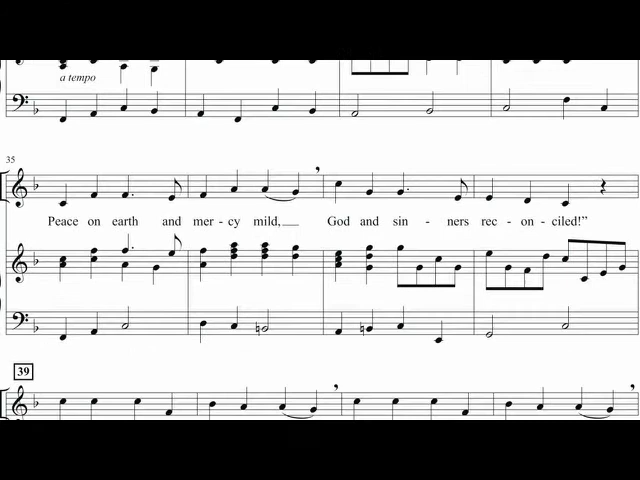 a tempo
35
Peace on earth and mer - cy mild, God and sin - ners rec - on - ciled!”
39